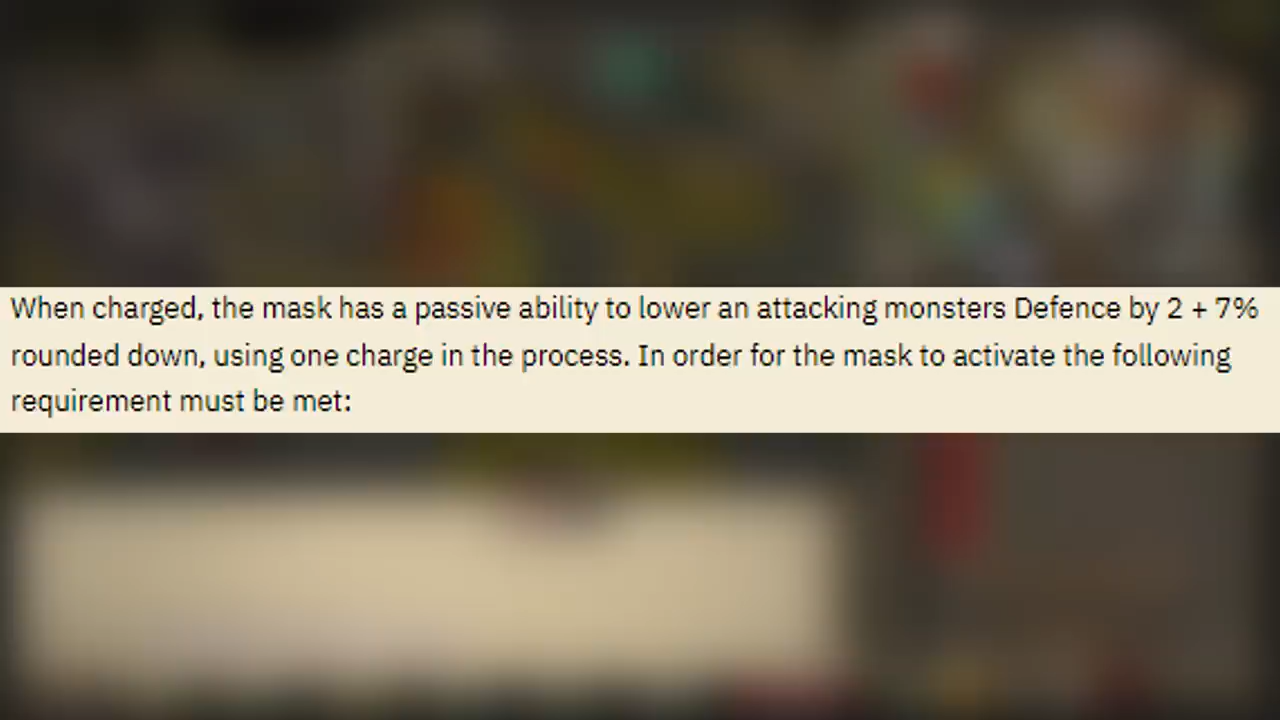 When charged, the mask has a passive ability to lower an attacking monsters Defence by 2 + 7%
rounded down, using one charge in the process. In order for the mask to activate the following
requirement must be met: